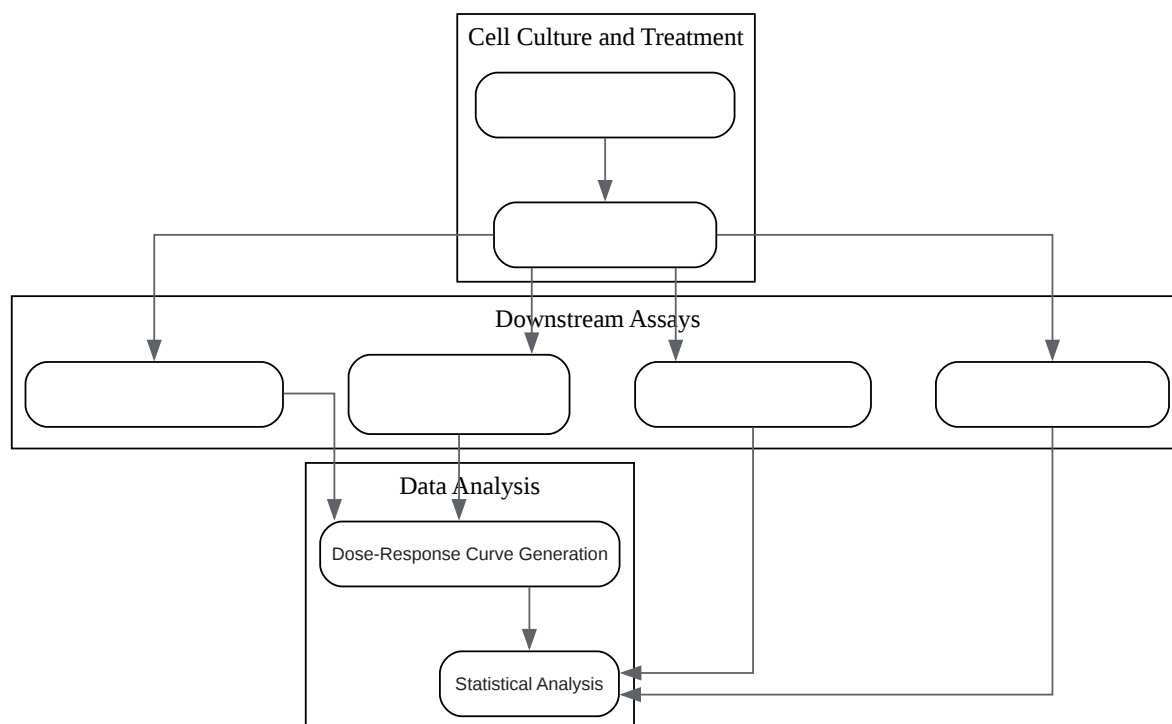 Cell Culture and Treatment
Downstream Assays
Data Analysis
Dose-Response Curve Generation
Statistical Analysis